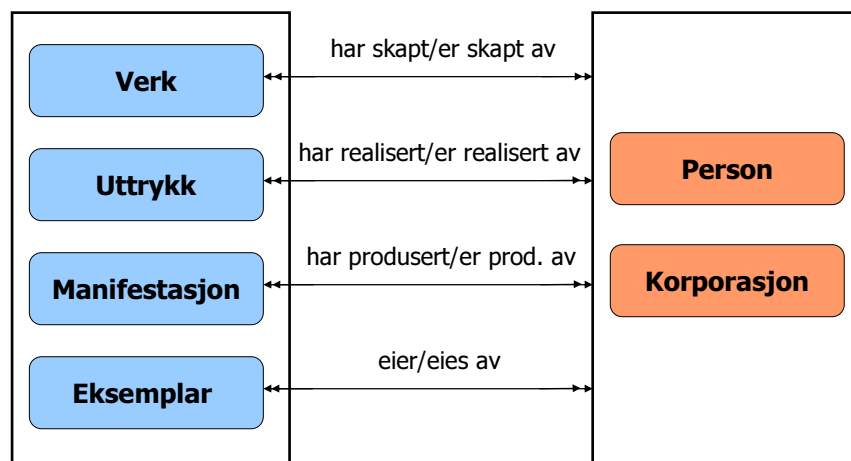 har skapt/er skapt av
Verk
har realisert/er realisert av
Person
Uttrykk
har produsert/er prod. av
Korporasjon
Manifestasjon
eier/eies av
Eksemplar